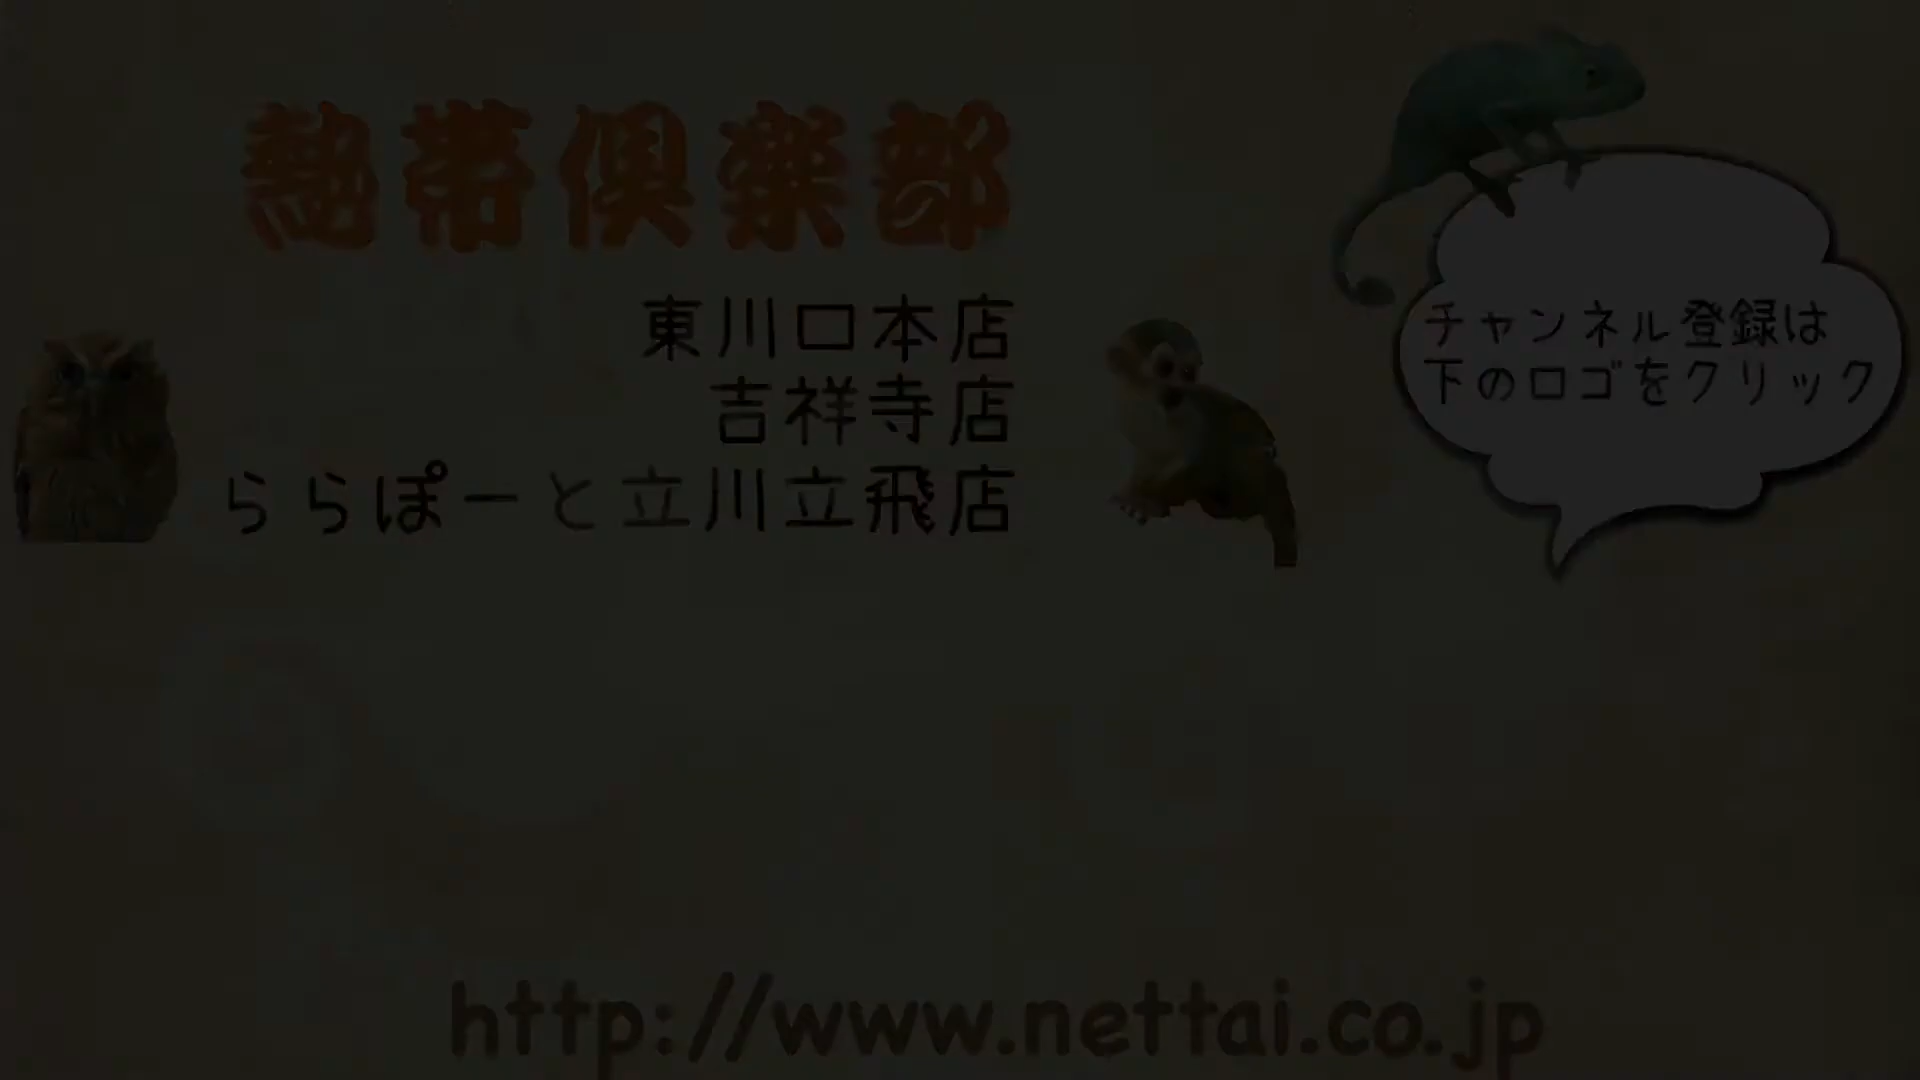 熱帯倶楽部
東川口本店
吉祥寺店
ららぽーと立川立飛店
チャンネル登録は
下のロゴをクリック
http://www.nettai.co.jp